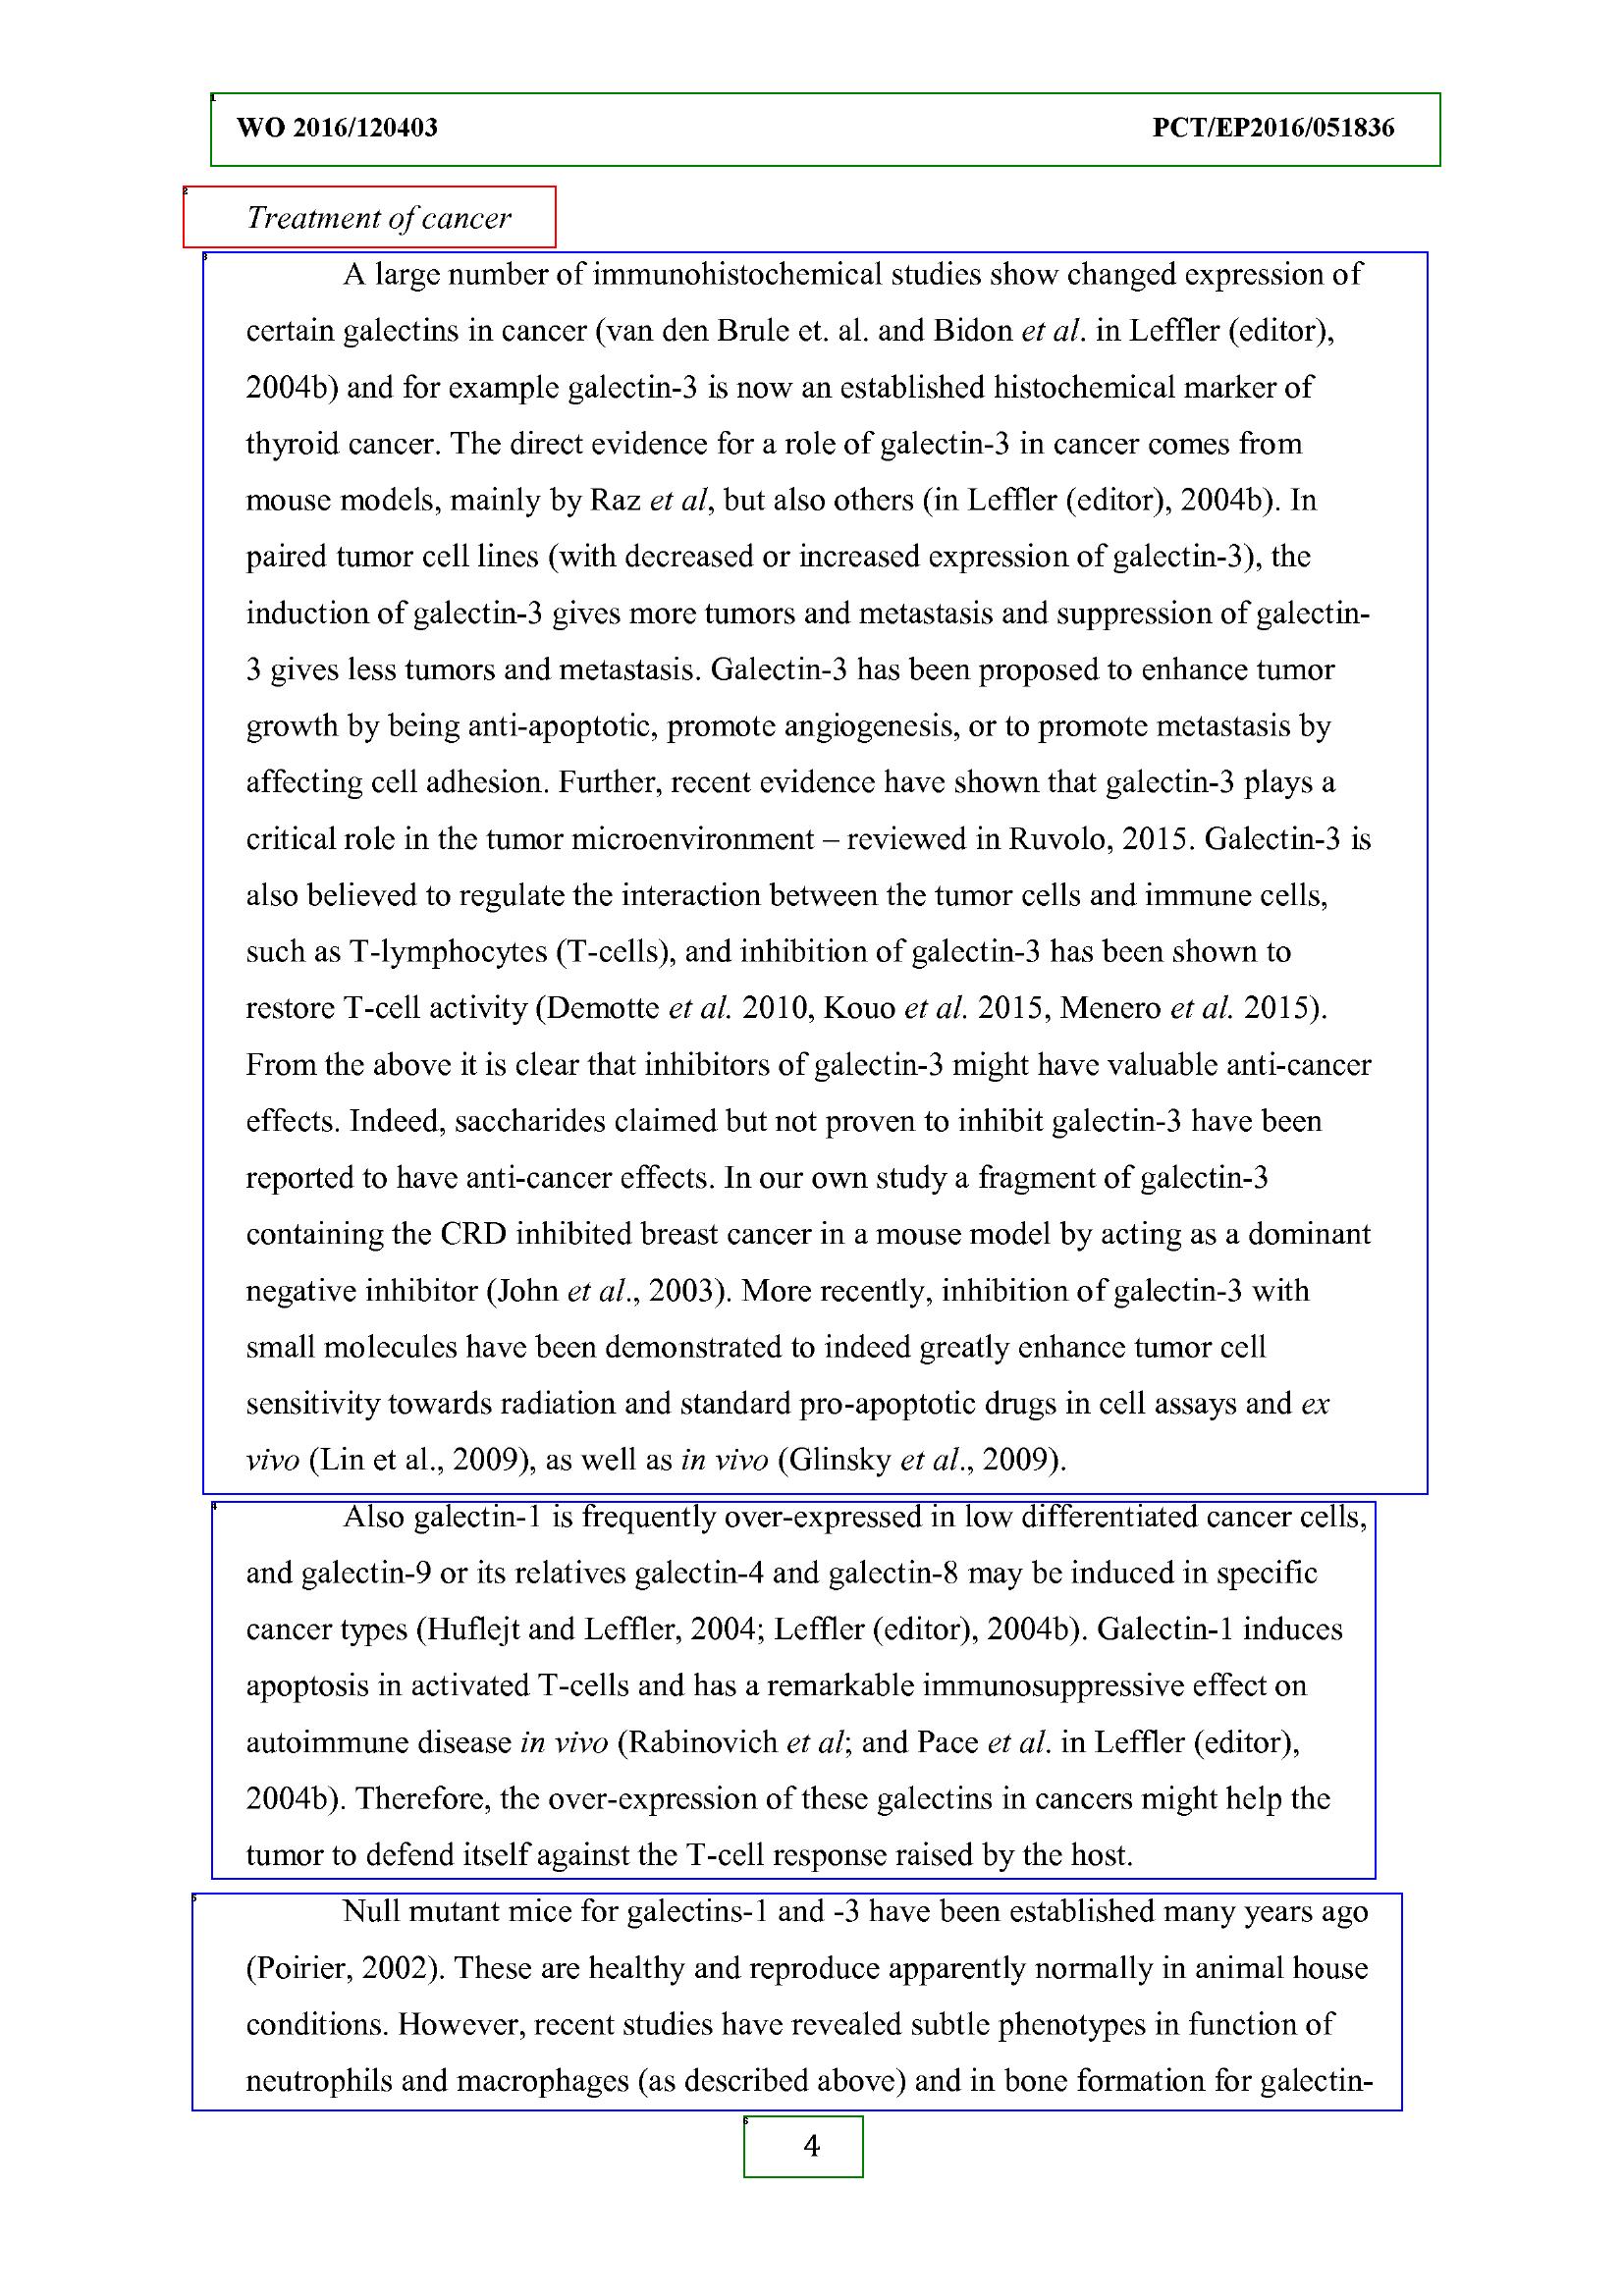 WO 2016/120403 PCT/EP2016/051836
Treatment of cancer
A large number of immunohistochemical studies show changed expression of
certain galectins in cancer (van den Brule et. al. and Bidon et al. in Leffler (editor),
2004b) and for example galectin-3 is now an established histochemical marker of
thyroid cancer. The direct evidence for a role of galectin-3 in cancer comes from
mouse models, mainly by Raz et al, but also others (in Leffler (editor), 2004b). In
paired tumor cell lines (with decreased or increased expression of galectin-3), the
induction of galectin-3 gives more tumors and metastasis and suppression of galectin-
3 gives less tumors and metastasis. Galectin-3 has been proposed to enhance tumor
growth by being anti-apoptotic, promote angiogenesis, or to promote metastasis by
affecting cell adhesion. Further, recent evidence have shown that galectin-3 plays a
critical role in the tumor microenvironment – reviewed in Ruvolo, 2015. Galectin-3 is
also believed to regulate the interaction between the tumor cells and immune cells,
such as T-lymphocytes (T-cells), and inhibition of galectin-3 has been shown to
restore T-cell activity (Demotte et al. 2010, Kouo et al. 2015, Menero et al. 2015).
From the above it is clear that inhibitors of galectin-3 might have valuable anti-cancer
effects. Indeed, saccharides claimed but not proven to inhibit galectin-3 have been
reported to have anti-cancer effects. In our own study a fragment of galectin-3
containing the CRD inhibited breast cancer in a mouse model by acting as a dominant
negative inhibitor (John et al., 2003). More recently, inhibition of galectin-3 with
small molecules have been demonstrated to indeed greatly enhance tumor cell
sensitivity towards radiation and standard pro-apoptotic drugs in cell assays and ex
vivo (Lin et al., 2009), as well as in vivo (Glinsky et al., 2009).
Also galectin-1 is frequently over-expressed in low differentiated cancer cells,
and galectin-9 or its relatives galectin-4 and galectin-8 may be induced in specific
cancer types (Huflejt and Leffler, 2004; Leffler (editor), 2004b). Galectin-1 induces
apoptosis in activated T-cells and has a remarkable immunosuppressive effect on
autoimmune disease in vivo (Rabinovich et al; and Pace et al. in Leffler (editor),
2004b). Therefore, the over-expression of these galectins in cancers might help the
tumor to defend itself against the T-cell response raised by the host.
Null mutant mice for galectins-1 and -3 have been established many years ago
(Poirier, 2002). These are healthy and reproduce apparently normally in animal house
conditions. However, recent studies have revealed subtle phenotypes in function of
neutrophils and macrophages (as described above) and in bone formation for galectin-
4